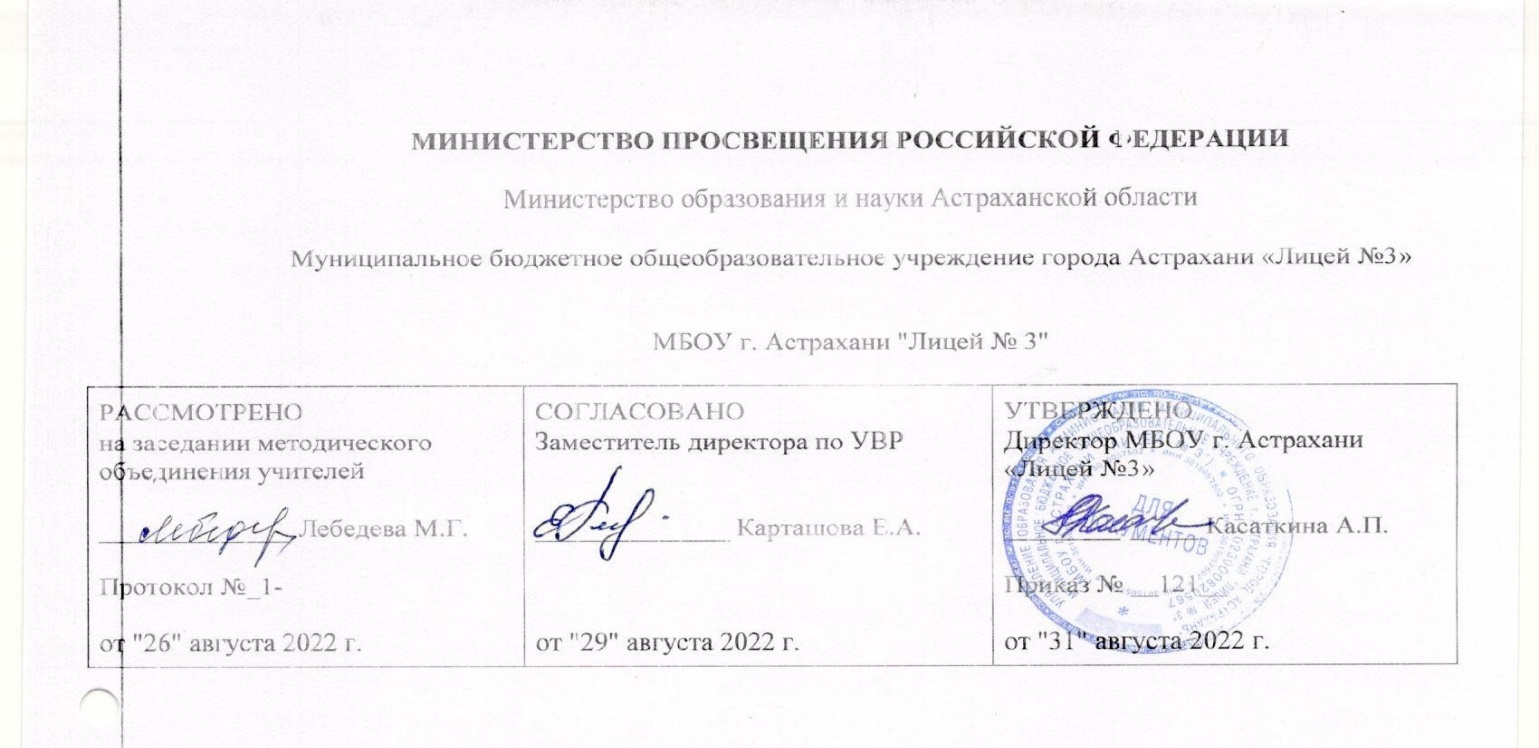 МИНИСТЕРСТВО ПРОСВЕЩЕНИЯ РОССИЙСКОЙ ФЕДЕРАЦИИ
Министерство образования и науки Астраханской области
Муниципальное бюджетное общеобразовательное учреждение города Астрахани «Лицей №3»
МБОУ г. Астрахани "Лицей № 3"
РАССМОТРЕНО
на заседании методического
объединения учителей
Лебедева М.Г.
Протокол №_1-
от "26" августа 2022 г.
СОГЛАСОВАНО
Заместитель директора по УВР
Карташова Е.А.
от "29" августа 2022 г.
УТВЕРЖДЕНО
Директор МБОУ г. Астрахани
«Лицей №3»
Касаткина А.П.
Приказ № 121
от "31" августа 2022 г.
ДЛЯ
ДОКУМЕНТОВ